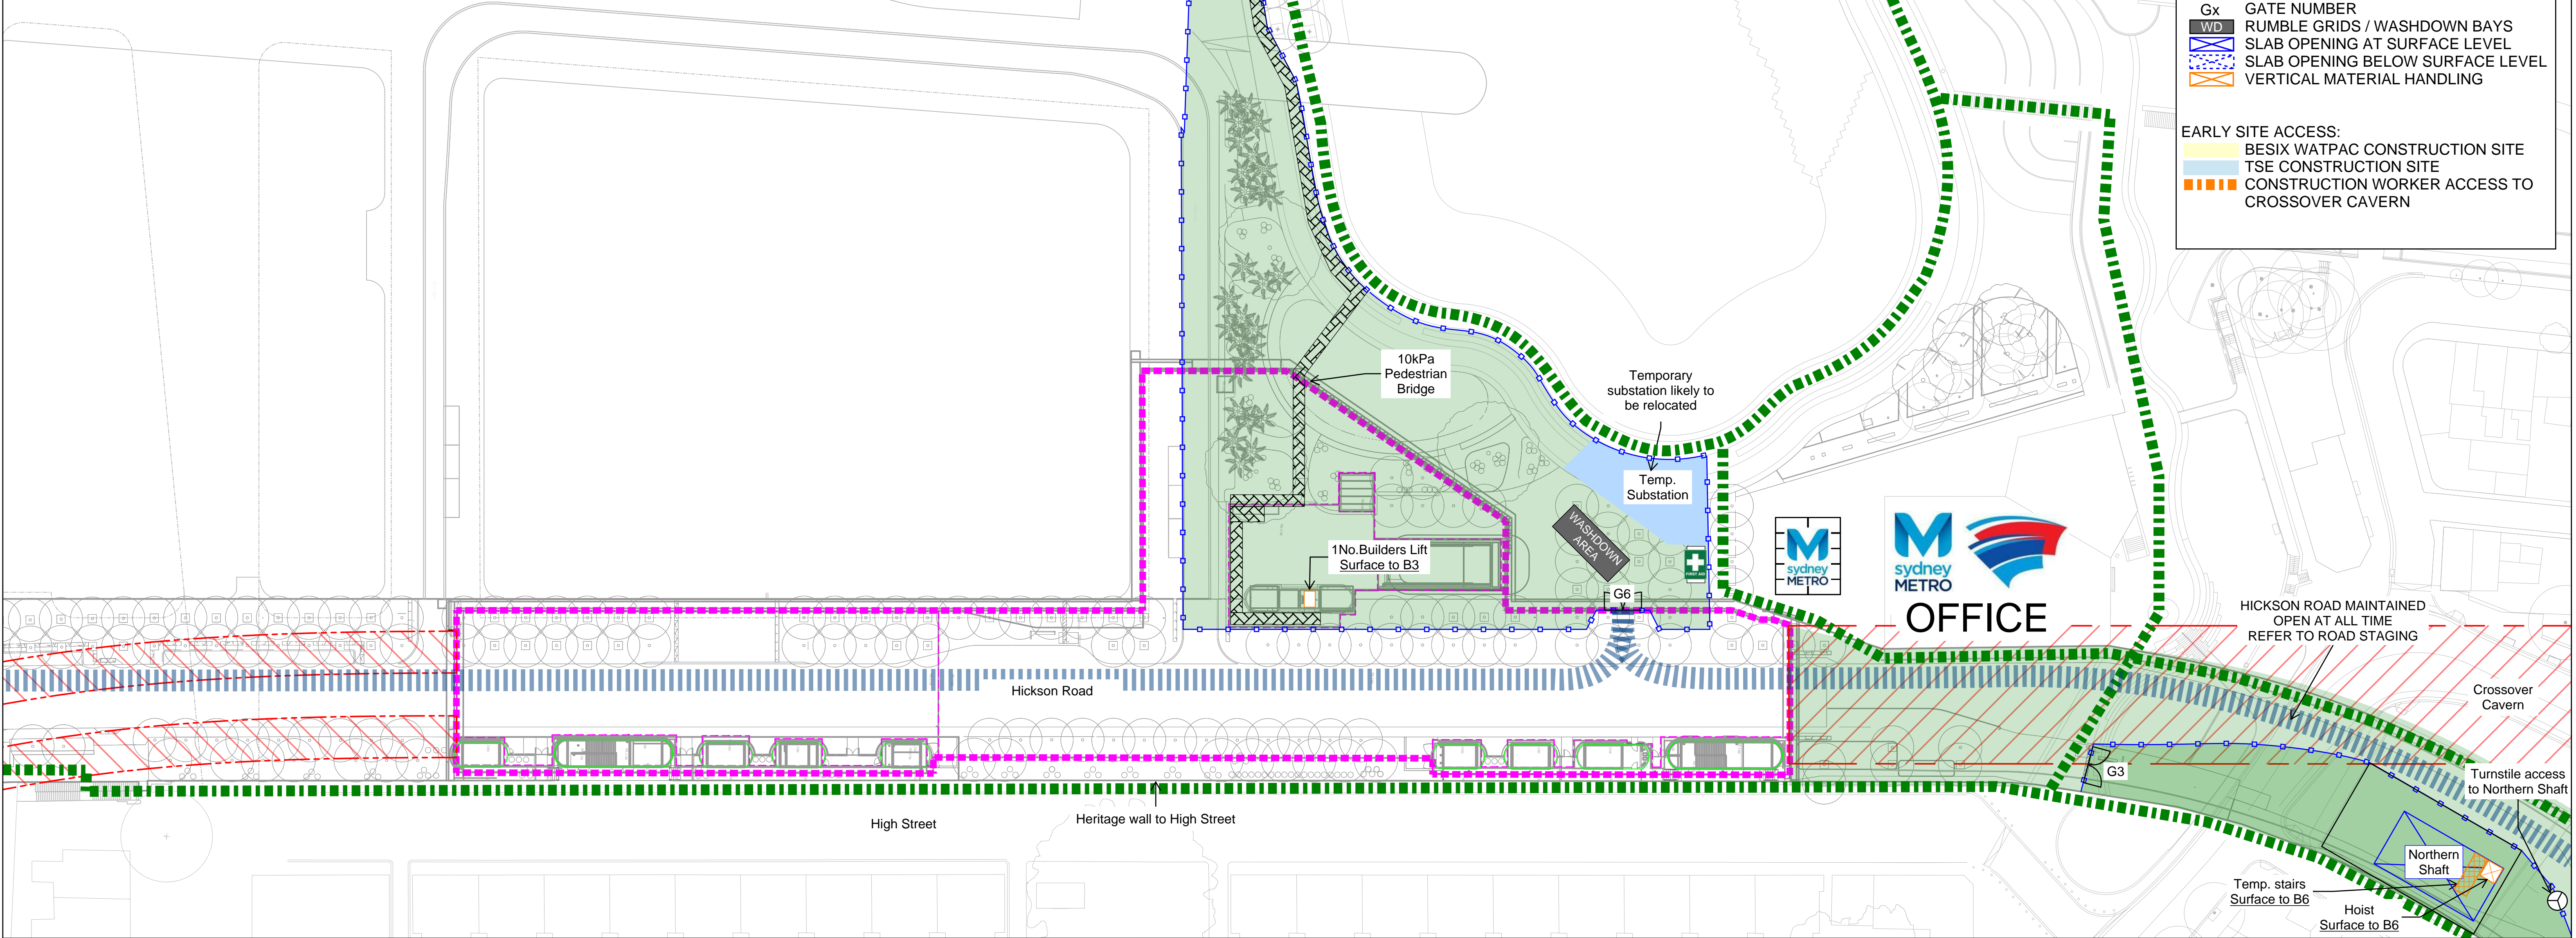 Gx GATE NUMBER
WD RUMBLE GRIDS / WASHDOWN BAYS
SLAB OPENING AT SURFACE LEVEL
SLAB OPENING BELOW SURFACE LEVEL
VERTICAL MATERIAL HANDLING
EARLY SITE ACCESS:
BESIX WATPAC CONSTRUCTION SITE
TSE CONSTRUCTION SITE
CONSTRUCTION WORKER ACCESS TO
CROSSOVER CAVERN
10kPa
Pedestrian
Bridge
Temporary
substation likely to
be relocated
Temp.
Substation
WASHDOWN
AREA
FIRST AID
1No.Builders Lift
Surface to B3
G6
M
sydney
METRO
M
sydney
METRO
OFFICE
HICKSON ROAD MAINTAINED
OPEN AT ALL TIME
REFER TO ROAD STAGING
Hickson Road
Crossover
Cavern
G3
Turnstile access
to Northern Shaft
High Street
Heritage wall to High Street
Northern
Shaft
Temp. stairs
Surface to B6
Hoist
Surface to B6